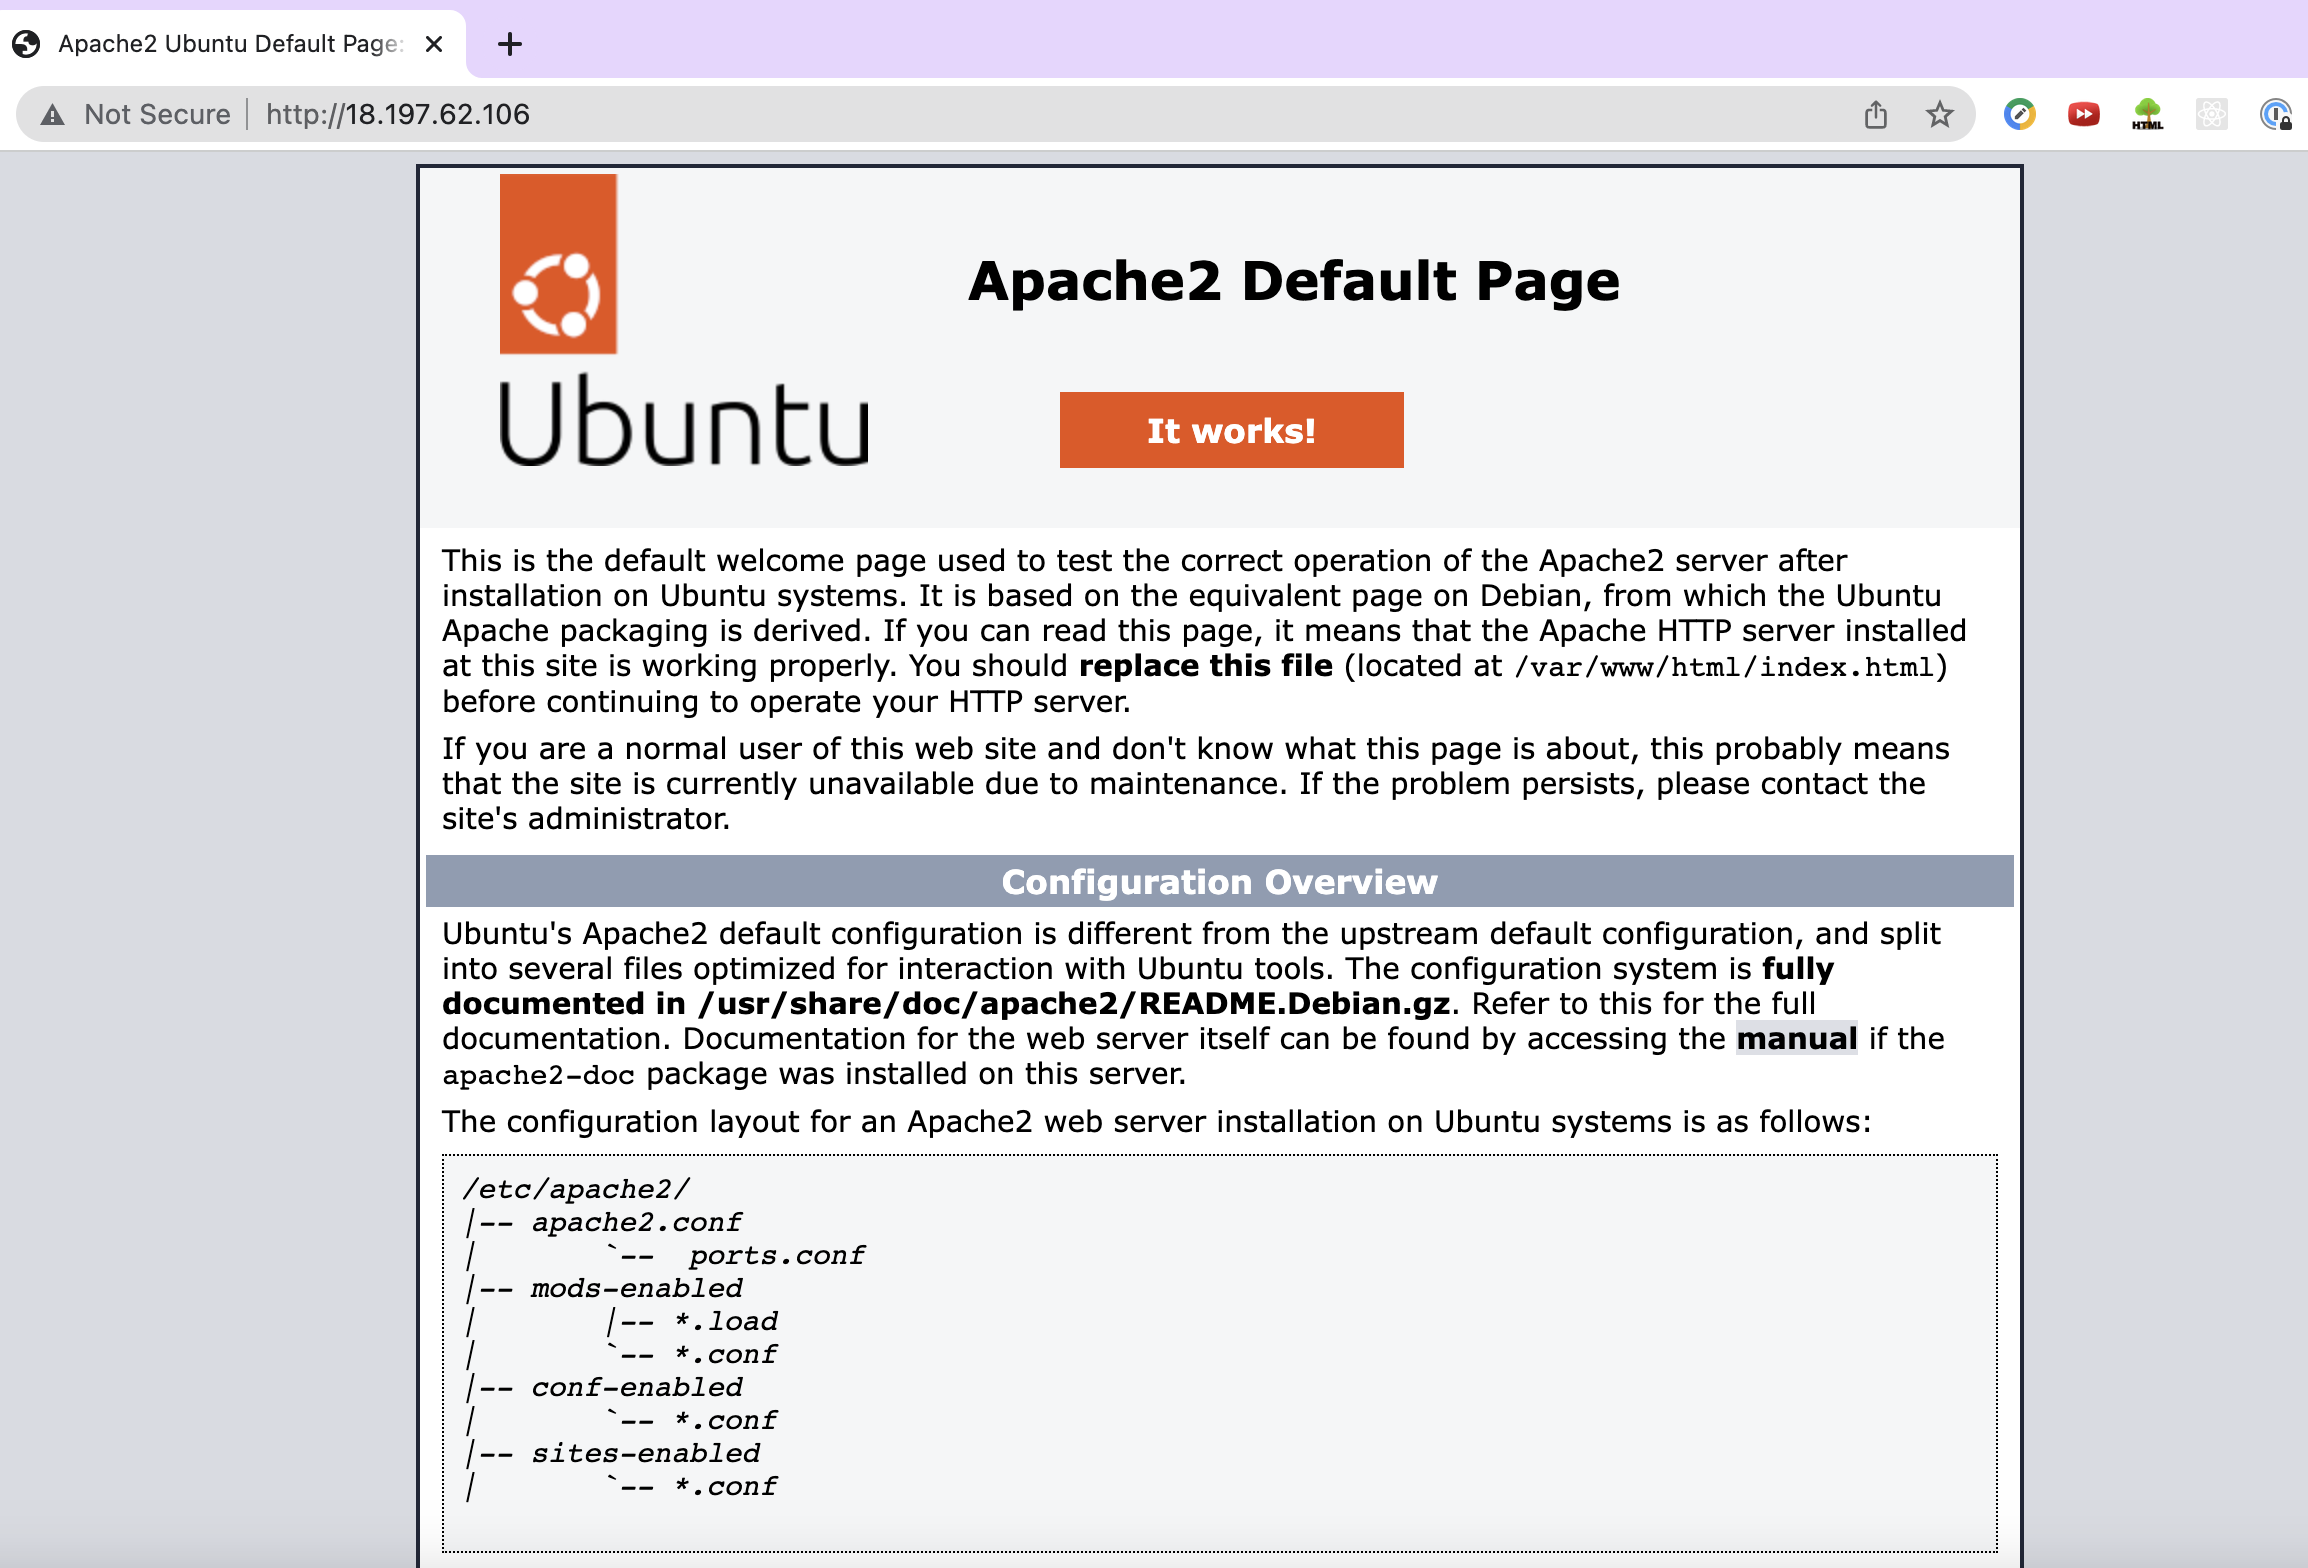 Apache2 Ubuntu Default Page:
Not Secure http://18.197.62.106
HTML
Apache2 Default Page
Ubuntu
It works!
This is the default welcome page used to test the correct operation of the Apache2 server after
installation on Ubuntu systems. It is based on the equivalent page on Debian, from which the Ubuntu
Apache packaging is derived. If you can read this page, it means that the Apache HTTP server installed
at this site is working properly. You should replace this file (located at /var/www/html/index.html)
before continuing to operate your HTTP server.
If you are a normal user of this web site and don't know what this page is about, this probably means
that the site is currently unavailable due to maintenance. If the problem persists, please contact the
site's administrator.
Configuration Overview
Ubuntu's Apache2 default configuration is different from the upstream default configuration, and split
into several files optimized for interaction with Ubuntu tools. The configuration system is fully
documented in /usr/share/doc/apache2/README.Debian.gz. Refer to this for the full
documentation. Documentation for the web server itself can be found by accessing the manual if the
apache2-doc package was installed on this server.
The configuration layout for an Apache2 web server installation on Ubuntu systems is as follows:
/etc/apache2/
|-- apache2.conf
|       `--  ports.conf
|-- mods-enabled
|       |-- *.load
|       `-- *.conf
|-- conf-enabled
|       `-- *.conf
|-- sites-enabled
|       `-- *.conf